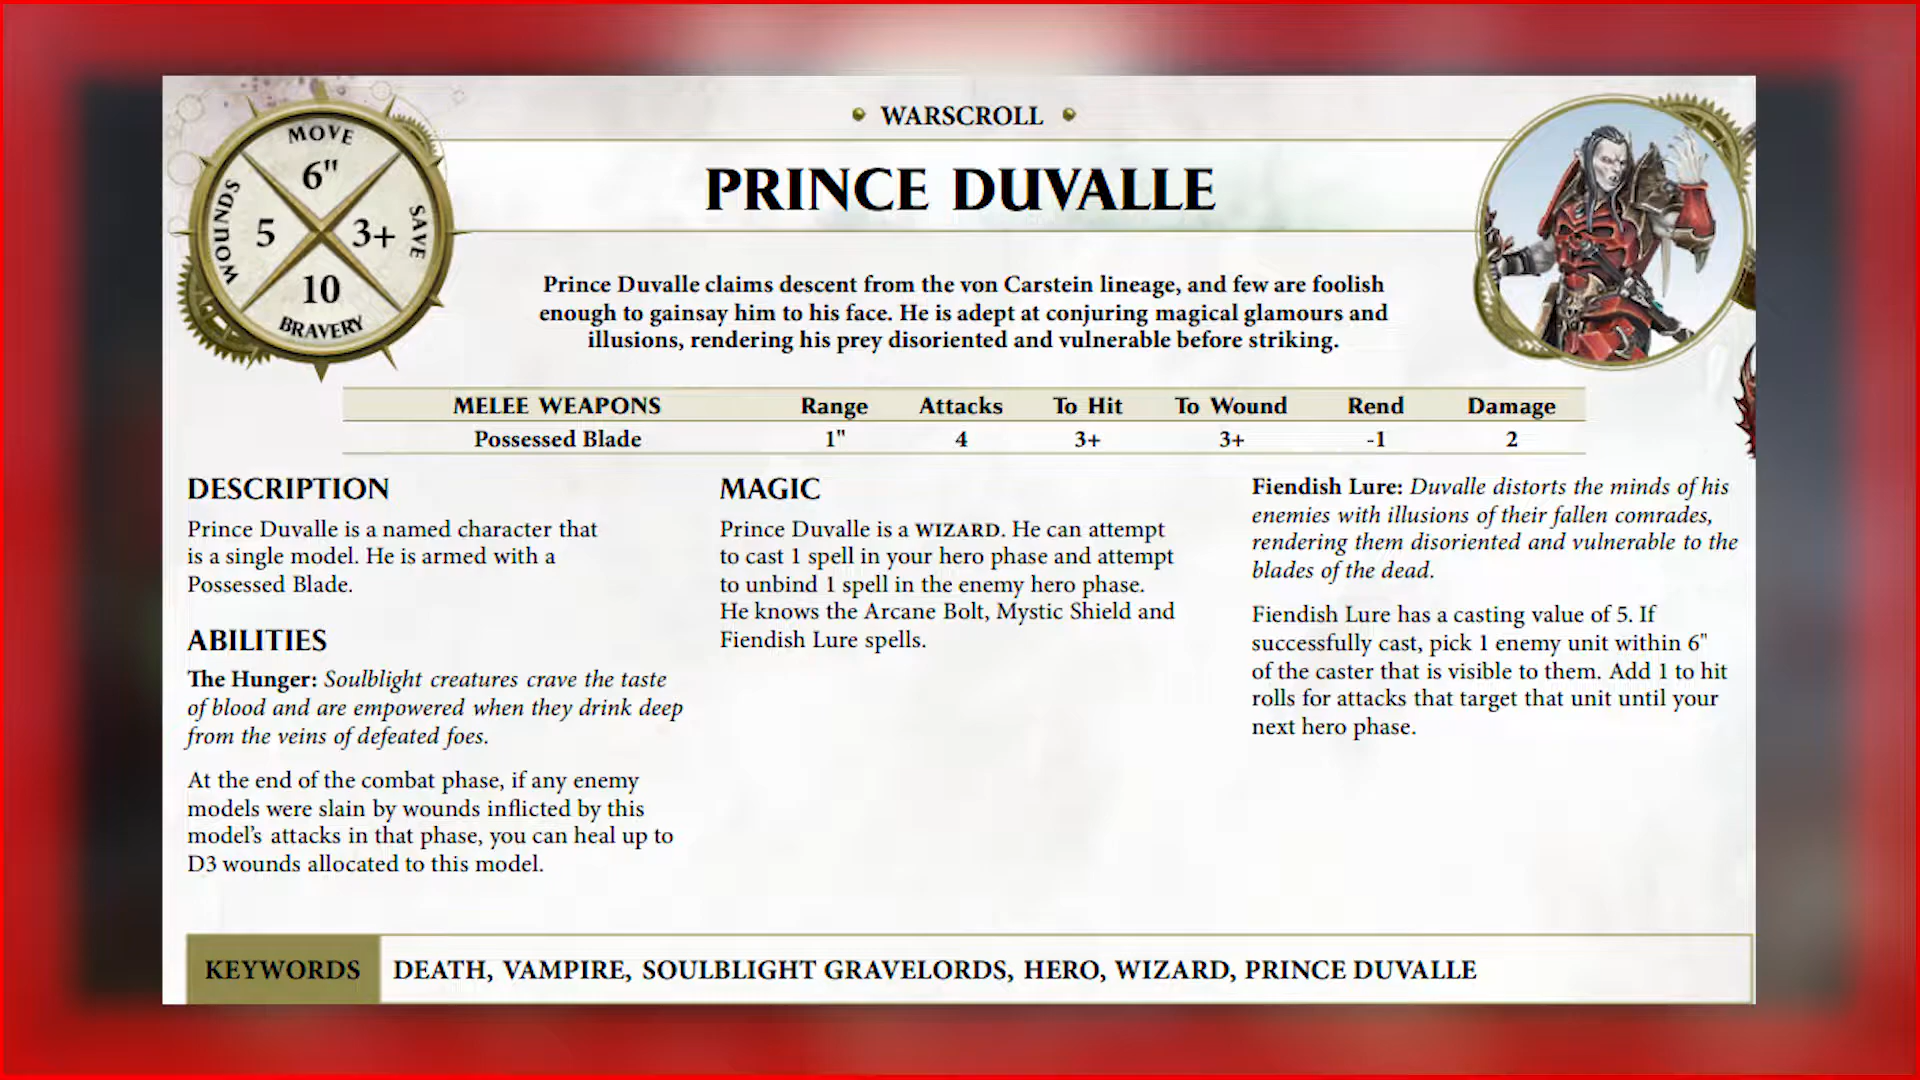 WARSCROLL
PRINCE DUVALLE
MOVE
6"
WOUNDS
5
3+
SAVE
10
BRAVERY
Prince Duvalle claims descent from the von Carstein lineage, and few are foolish
enough to gainsay him to his face. He is adept at conjuring magical glamours and
illusions, rendering his prey disoriented and vulnerable before striking.
MELEE WEAPONS Range Attacks To Hit To Wound Rend Damage
Possessed Blade 1" 4 3+ 3+ -1 2
DESCRIPTION
Prince Duvalle is a named character that
is a single model. He is armed with a
Possessed Blade.
ABILITIES
The Hunger: Soulblight creatures crave the taste
of blood and are empowered when they drink deep
from the veins of defeated foes.
At the end of the combat phase, if any enemy
models were slain by wounds inflicted by this
model's attacks in that phase, you can heal up to
D3 wounds allocated to this model.
MAGIC
Prince Duvalle is a WIZARD. He can attempt
to cast 1 spell in your hero phase and attempt
to unbind 1 spell in the enemy hero phase.
He knows the Arcane Bolt, Mystic Shield and
Fiendish Lure spells.
Fiendish Lure: Duvalle distorts the minds of his
enemies with illusions of their fallen comrades,
rendering them disoriented and vulnerable to the
blades of the dead.
Fiendish Lure has a casting value of 5. If
successfully cast, pick 1 enemy unit within 6"
of the caster that is visible to them. Add 1 to hit
rolls for attacks that target that unit until your
next hero phase.
KEYWORDS DEATH, VAMPIRE, SOULBLIGHT GRAVELORDS, HERO, WIZARD, PRINCE DUVALLE